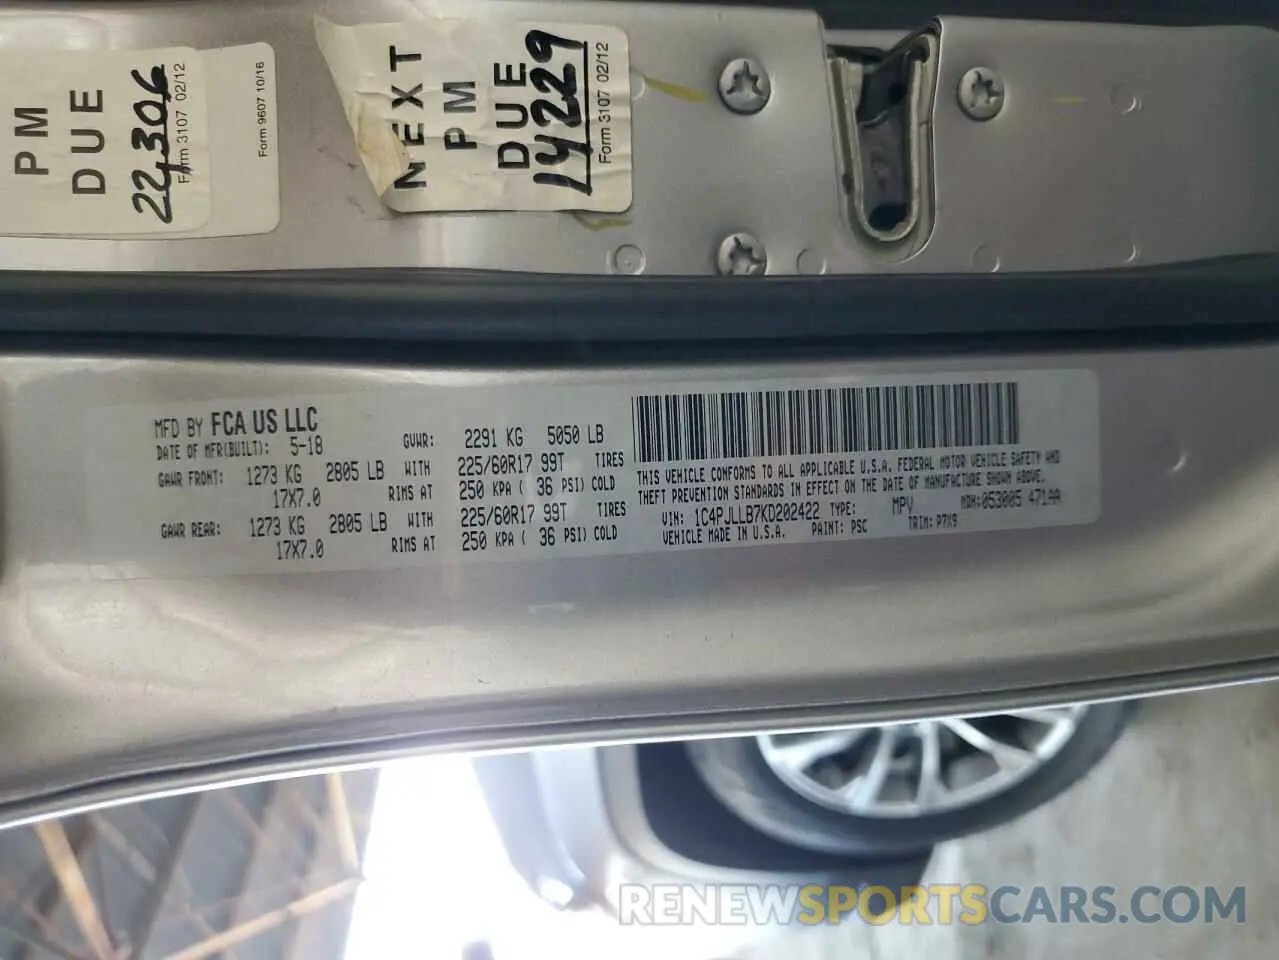 PM
DUE
22,306
Form 3107 02/12
Form 9607 10/16
NEXT
PM
DUE
14229
Form 3107 02/12
MFD BY FCA US LLC
DATE OF MFR(BUILT): 5-18 GVWR: 2291 KG 5050 LB
GAWR FRONT: 1273 KG 2805 LB WITH 225/60R17 99T TIRES
17X7.0 RIMS AT 250 KPA ( 36 PSI) COLD
GAWR REAR: 1273 KG 2805 LB WITH 225/60R17 99T TIRES
17X7.0 RIMS AT 250 KPA ( 36 PSI) COLD
THIS VEHICLE CONFORMS TO ALL APPLICABLE U.S.A. FEDERAL MOTOR VEHICLE SAFETY AND
THEFT PREVENTION STANDARDS IN EFFECT ON THE DATE OF MANUFACTURE SHOWN ABOVE.
VIN: 1C4PJLLB7KD202422 TYPE: MPV MDH:053005 471AA
VEHICLE MADE IN U.S.A. PAINT: PSC TRIM: P7X9
RENEWSPORTSCARS.COM